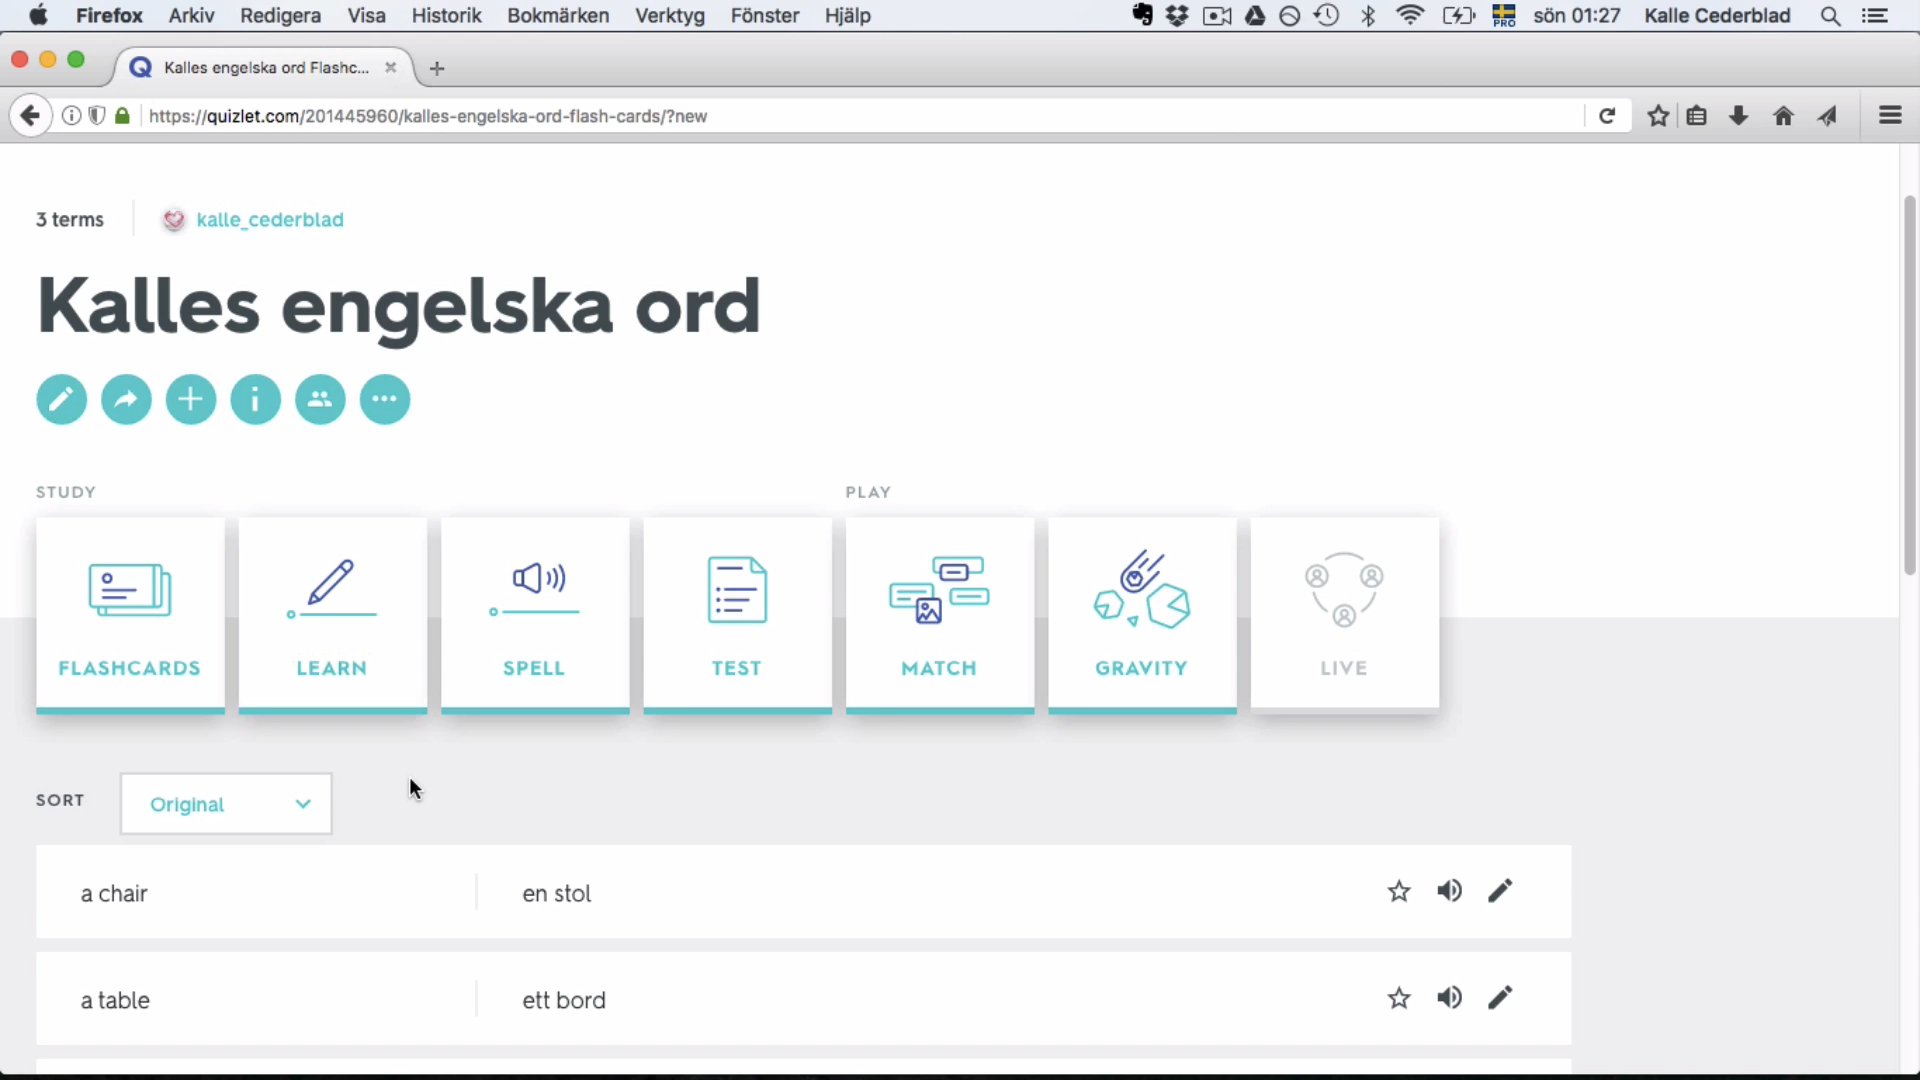 Firefox Arkiv Redigera Visa Historik Bokmärken Verktyg Fönster Hjälp PRO sön 01:27 Kalle Cederblad
Kalles engelska ord Flashc...
https://quizlet.com/201445960/kalles-engelska-ord-flash-cards/?new
3 terms kalle_cederblad
Kalles engelska ord
STUDY PLAY
FLASHCARDS LEARN SPELL TEST MATCH GRAVITY LIVE
SORT Original
a chair en stol
a table ett bord